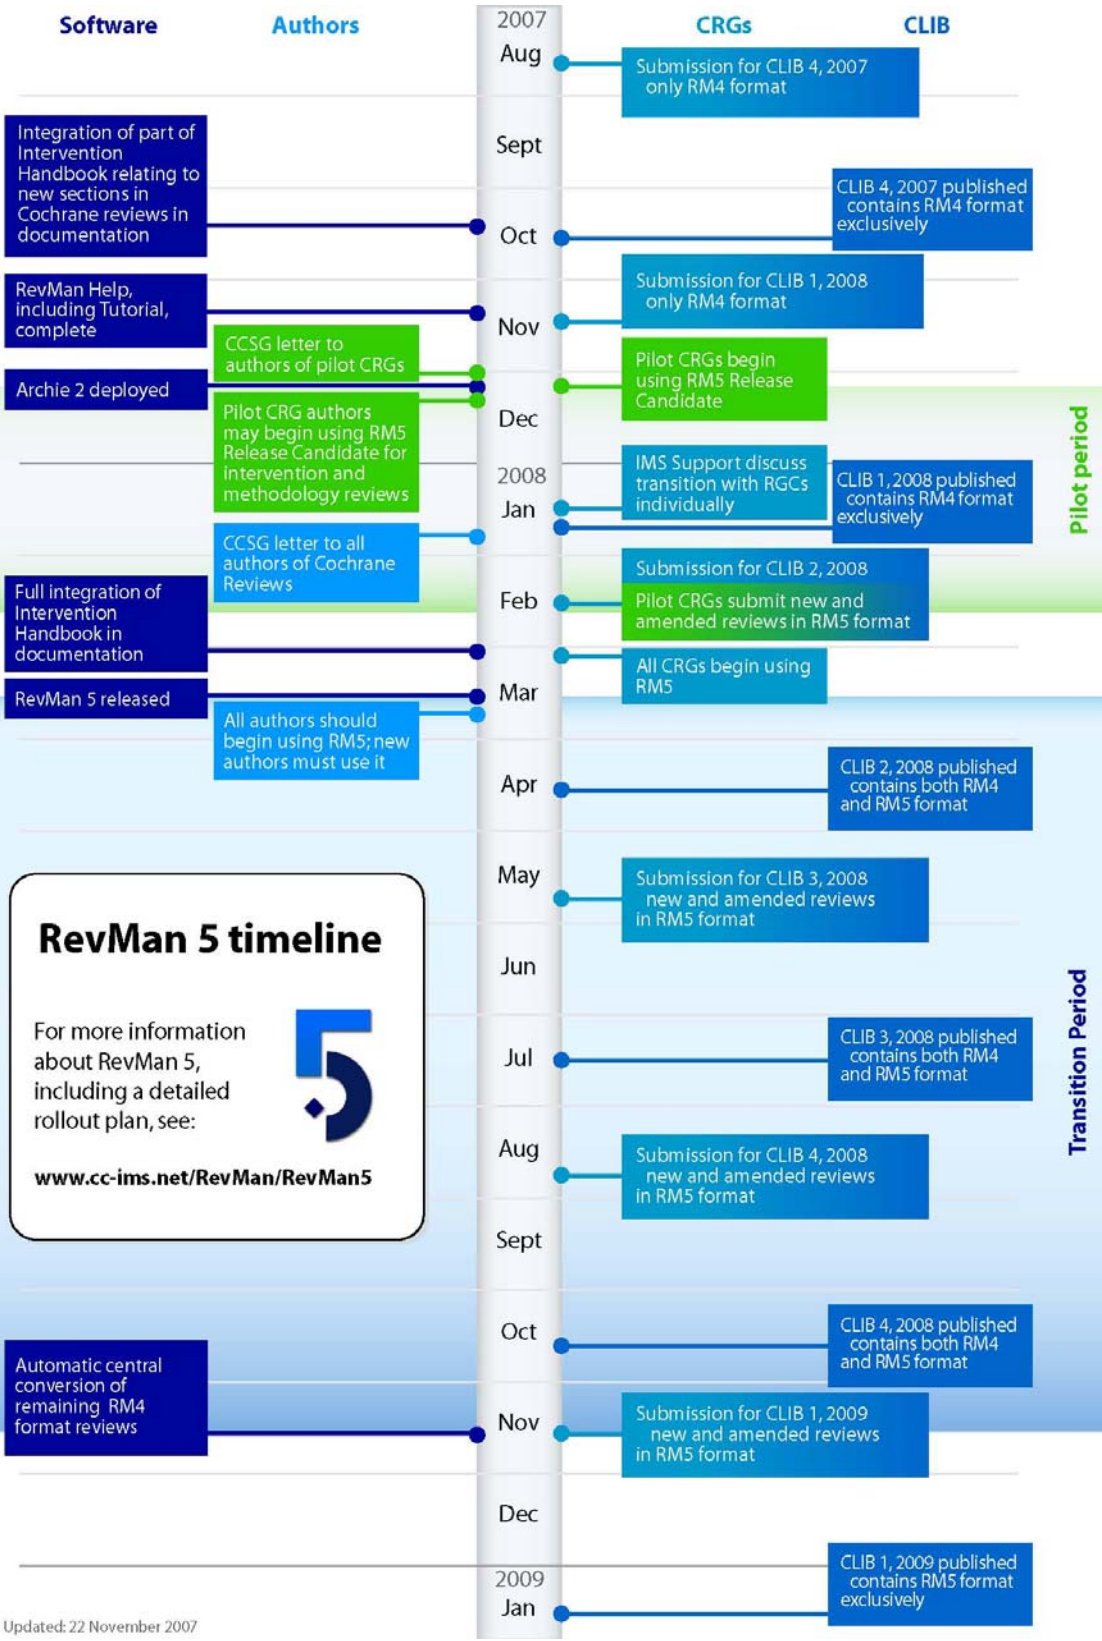 Software
Authors
2007
CRGs
CLIB
Aug
Submission for CLIB 4, 2007
only RM4 format
Integration of part of
Intervention
Handbook relating to
new sections in
Cochrane reviews in
documentation
Sept
CLIB 4, 2007 published
contains RM4 format
exclusively
Oct
RevMan Help,
including Tutorial,
complete
Submission for CLIB 1, 2008
only RM4 format
Nov
CCSG letter to
authors of pilot CRGs
Pilot CRGs begin
using RM5 Release
Candidate
Archie 2 deployed
Pilot CRG authors
may begin using RM5
Release Candidate for
intervention and
methodology reviews
Dec
Pilot period
2008
Jan
IMS Support discuss
transition with RGCs
individually
CLIB 1, 2008 published
contains RM4 format
exclusively
CCSG letter to all
authors of Cochrane
Reviews
Submission for CLIB 2, 2008
Pilot CRGs submit new and
amended reviews in RM5 format
Feb
Full integration of
Intervention
Handbook in
documentation
All CRGs begin using
RM5
RevMan 5 released
Mar
All authors should
begin using RM5; new
authors must use it
Apr
CLIB 2, 2008 published
contains both RM4
and RM5 format
May
Submission for CLIB 3, 2008
new and amended reviews
in RM5 format
RevMan 5 timeline
For more information
about RevMan 5,
including a detailed
rollout plan, see:
www.cc-ims.net/RevMan/RevMan5
5
Jun
Transition Period
Jul
CLIB 3, 2008 published
contains both RM4
and RM5 format
Aug
Submission for CLIB 4, 2008
new and amended reviews
in RM5 format
Sept
Oct
CLIB 4, 2008 published
contains both RM4
and RM5 format
Automatic central
conversion of
remaining RM4
format reviews
Nov
Submission for CLIB 1, 2009
new and amended reviews
in RM5 format
Dec
2009
Jan
CLIB 1, 2009 published
contains RM5 format
exclusively
Updated: 22 November 2007